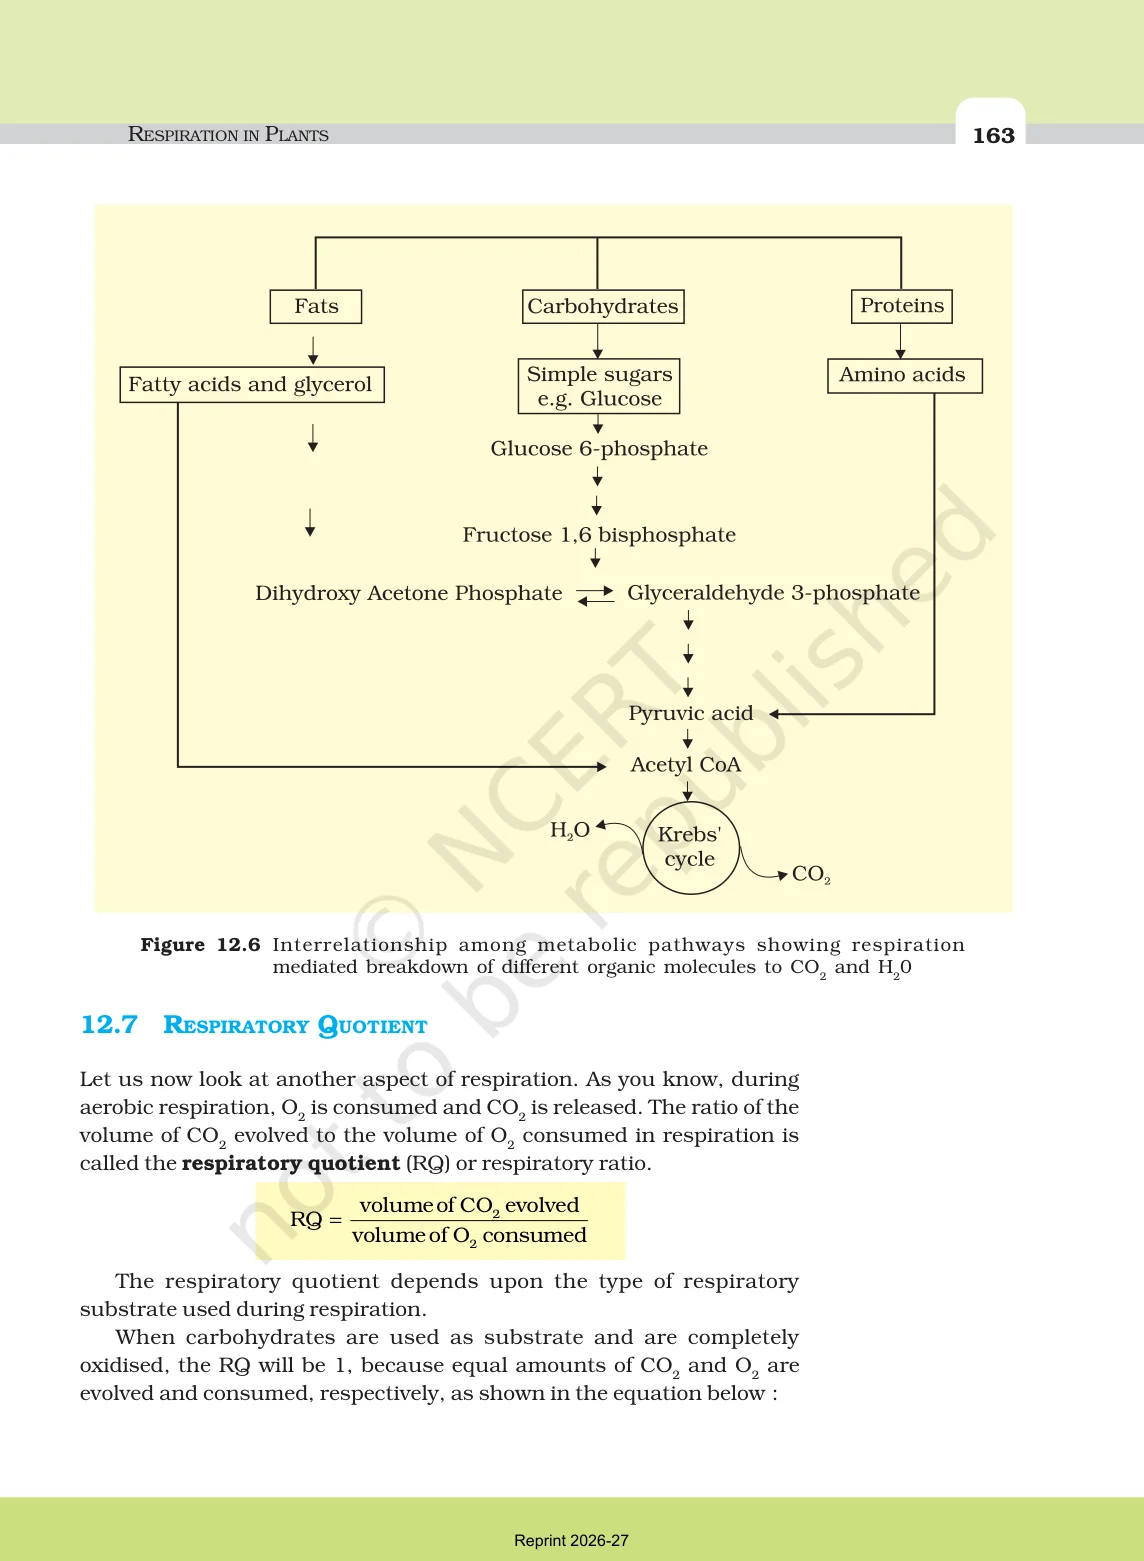 RESPIRATION IN PLANTS
163
Fats
Carbohydrates
Proteins
Fatty acids and glycerol
Simple sugars
e.g. Glucose
Amino acids
Glucose 6-phosphate
Fructose 1,6 bisphosphate
Dihydroxy Acetone Phosphate
Glyceraldehyde 3-phosphate
Pyruvic acid
Acetyl CoA
H₂O
Krebs'
cycle
CO₂
© NCERT
not to be republished
Figure 12.6 Interrelationship among metabolic pathways showing respiration
mediated breakdown of different organic molecules to CO₂ and H₂0
12.7 RESPIRATORY QUOTIENT
Let us now look at another aspect of respiration. As you know, during
aerobic respiration, O₂ is consumed and CO₂ is released. The ratio of the
volume of CO₂ evolved to the volume of O₂ consumed in respiration is
called the respiratory quotient (RQ) or respiratory ratio.
RQ = volume of CO₂ evolved
volume of O₂ consumed
The respiratory quotient depends upon the type of respiratory
substrate used during respiration.
When carbohydrates are used as substrate and are completely
oxidised, the RQ will be 1, because equal amounts of CO₂ and O₂ are
evolved and consumed, respectively, as shown in the equation below :
Reprint 2026-27